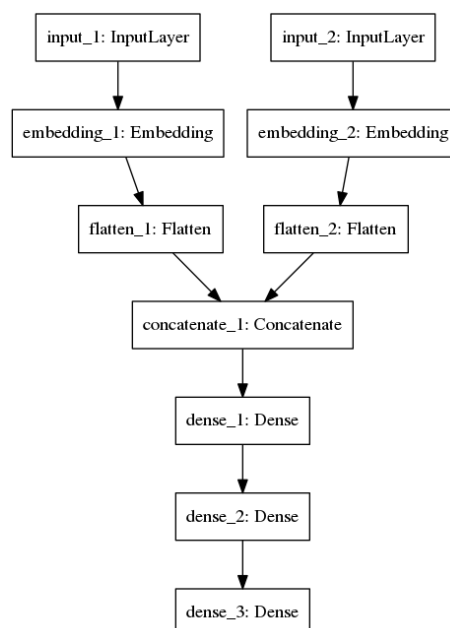 input_1: InputLayer
input_2: InputLayer
embedding_1: Embedding
embedding_2: Embedding
flatten_1: Flatten
flatten_2: Flatten
concatenate_1: Concatenate
dense_1: Dense
dense_2: Dense
dense_3: Dense